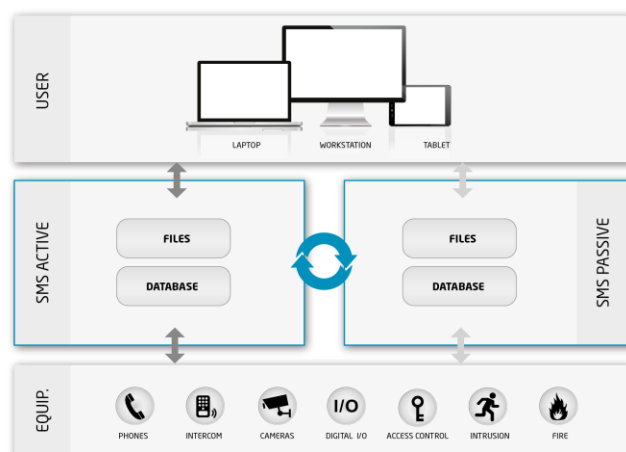 USER
LAPTOP
WORKSTATION
TABLET
SMS ACTIVE
FILES
DATABASE
FILES
DATABASE
SMS PASSIVE
EQUIP.
I/O
PHONES
INTERCOM
CAMERAS
DIGITAL I/O
ACCESS CONTROL
INTRUSION
FIRE